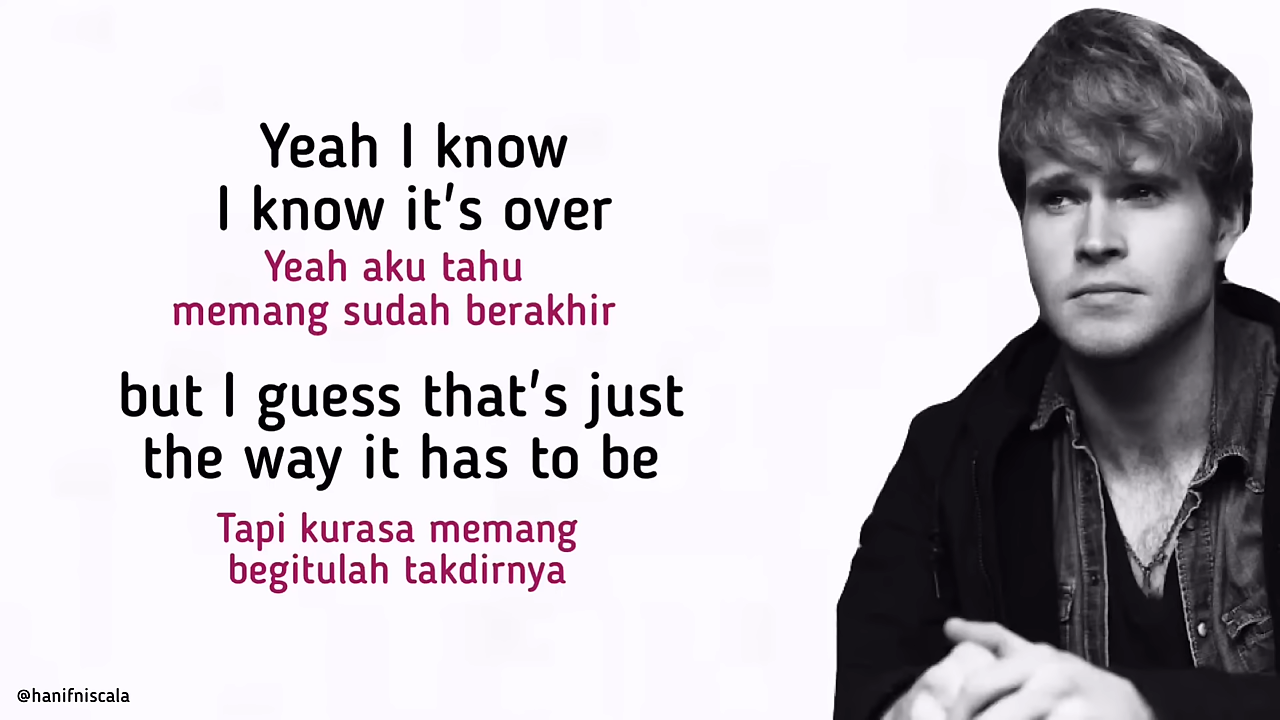 Yeah I know
I know it's over
Yeah aku tahu
memang sudah berakhir
but I guess that's just
the way it has to be
Tapi kurasa memang
begitulah takdirnya
@hanifniscala